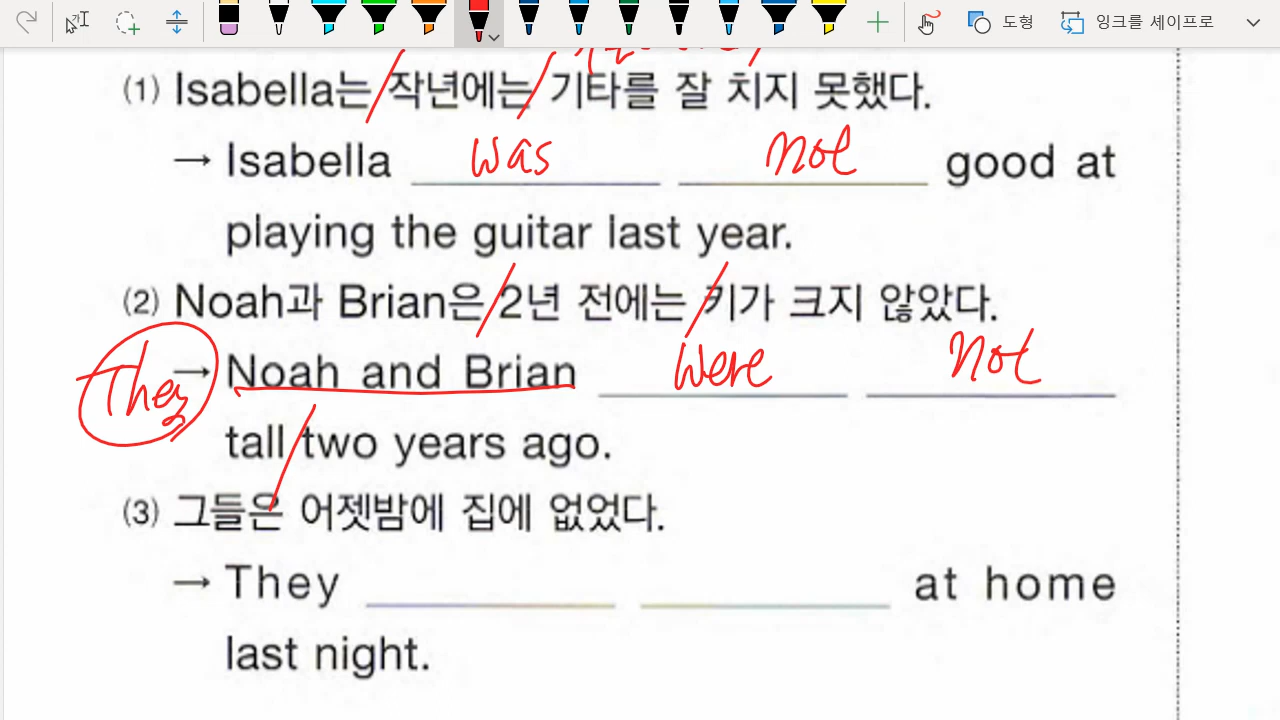 도형
잉크를 셰이프로
(1) Isabella는 작년에는 기타를 잘 치지 못했다.
→ Isabella was not good at
playing the guitar last year.
(2) Noah과 Brian은 2년 전에는 키가 크지 않았다.
They → Noah and Brian were not
tall two years ago.
(3) 그들은 어젯밤에 집에 없었다.
→ They at home
last night.